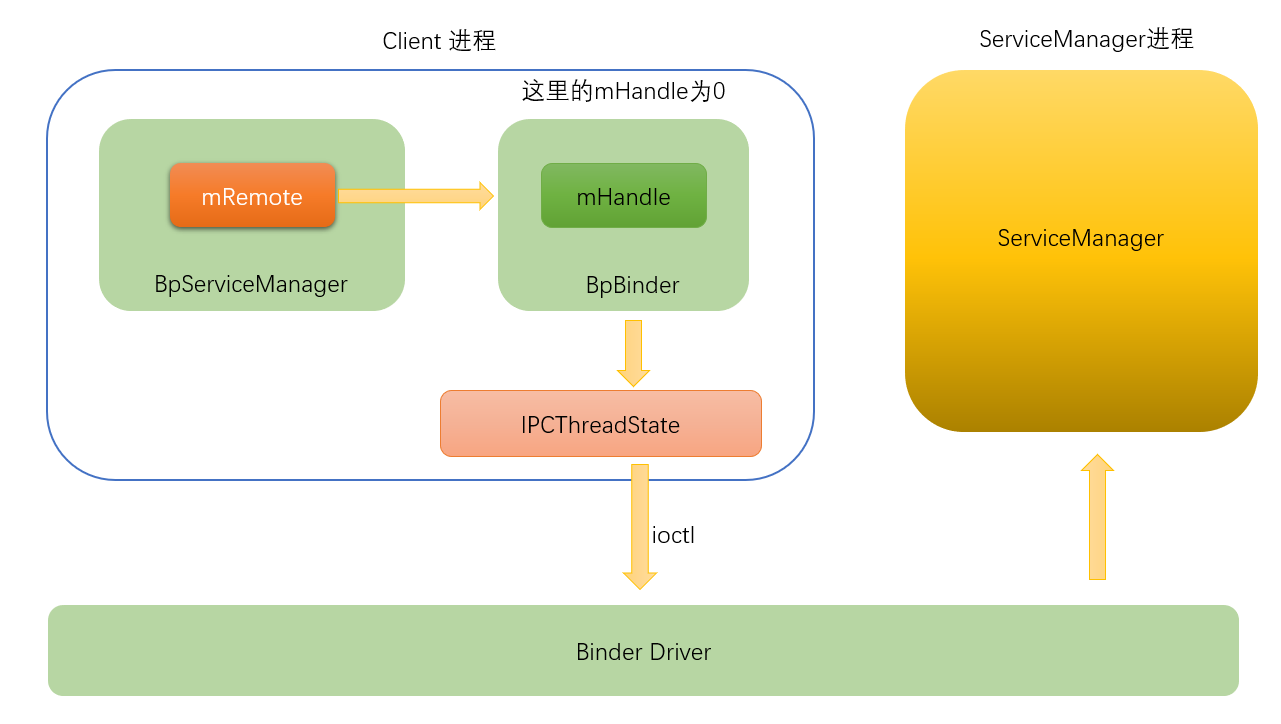 Client 进程
ServiceManager进程
这里的mHandle为0
mRemote
mHandle
ServiceManager
BpServiceManager
BpBinder
IPCThreadState
ioctl
Binder Driver